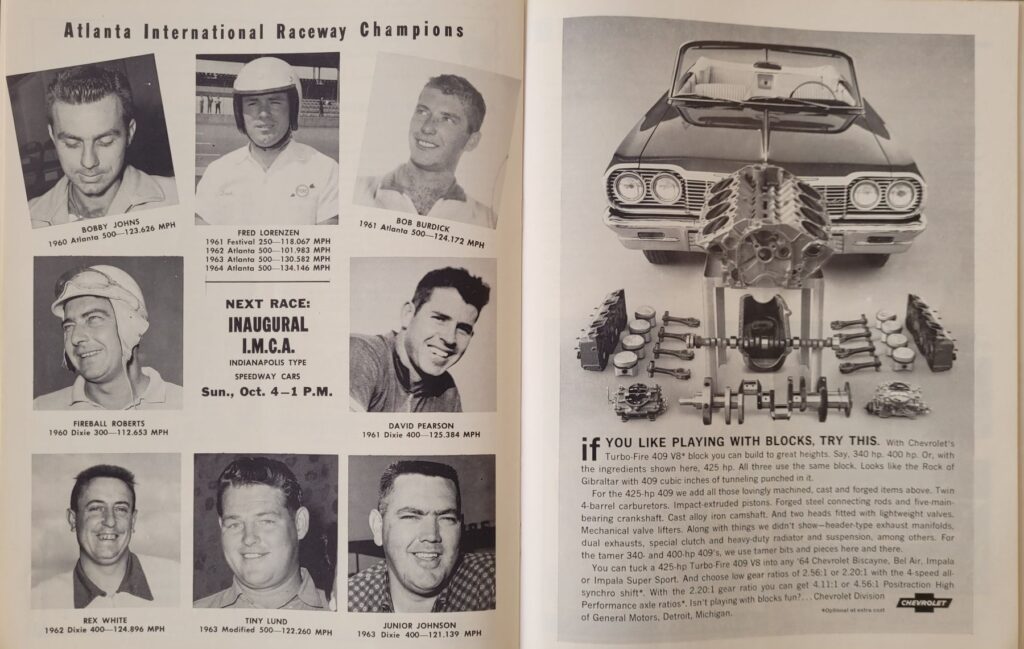 Atlanta International Raceway Champions
BOBBY JOHNS
1960 Atlanta 500—123.626 MPH
FRED LORENZEN
1961 Festival 250—118.067 MPH
1962 Atlanta 500—101.983 MPH
1963 Atlanta 500—130.582 MPH
1964 Atlanta 500—134.146 MPH
BOB BURDICK
1961 Atlanta 500—124.172 MPH
FIREBALL ROBERTS
1960 Dixie 300—112.653 MPH
NEXT RACE:
INAUGURAL
I.M.C.A.
INDIANAPOLIS TYPE
SPEEDWAY CARS
Sun., Oct. 4—1 P.M.
DAVID PEARSON
1961 Dixie 400—125.384 MPH
REX WHITE
1962 Dixie 400—124.896 MPH
TINY LUND
1963 Modified 500—122.260 MPH
JUNIOR JOHNSON
1963 Dixie 400—121.139 MPH
if YOU LIKE PLAYING WITH BLOCKS, TRY THIS. With Chevrolet's
Turbo-Fire 409 V8* block you can build to great heights. Say, 340 hp. 400 hp. Or, with
the ingredients shown here, 425 hp. All three use the same block. Looks like the Rock of
Gibraltar with 409 cubic inches of tunneling punched in it.
For the 425-hp 409 we add all those lovingly machined, cast and forged items above. Twin
4-barrel carburetors. Impact-extruded pistons. Forged steel connecting rods and five-main-
bearing crankshaft. Cast alloy iron camshaft. And two heads fitted with lightweight valves.
Mechanical valve lifters. Along with things we didn't show—header-type exhaust manifolds,
dual exhausts, special clutch and heavy-duty radiator and suspension, among others. For
the tamer 340- and 400-hp 409's, we use tamer bits and pieces here and there.
You can tuck a 425-hp Turbo-Fire 409 V8 into any '64 Chevrolet Biscayne, Bel Air, Impala
or Impala Super Sport. And choose low gear ratios of 2.56:1 or 2.20:1 with the 4-speed all-
synchro shift*. With the 2.20:1 gear ratio you can get 4.11:1 or 4.56:1 Positraction High
Performance axle ratios*. Isn't playing with blocks fun?... Chevrolet Division
of General Motors, Detroit, Michigan.
CHEVROLET
*Optional at extra cost